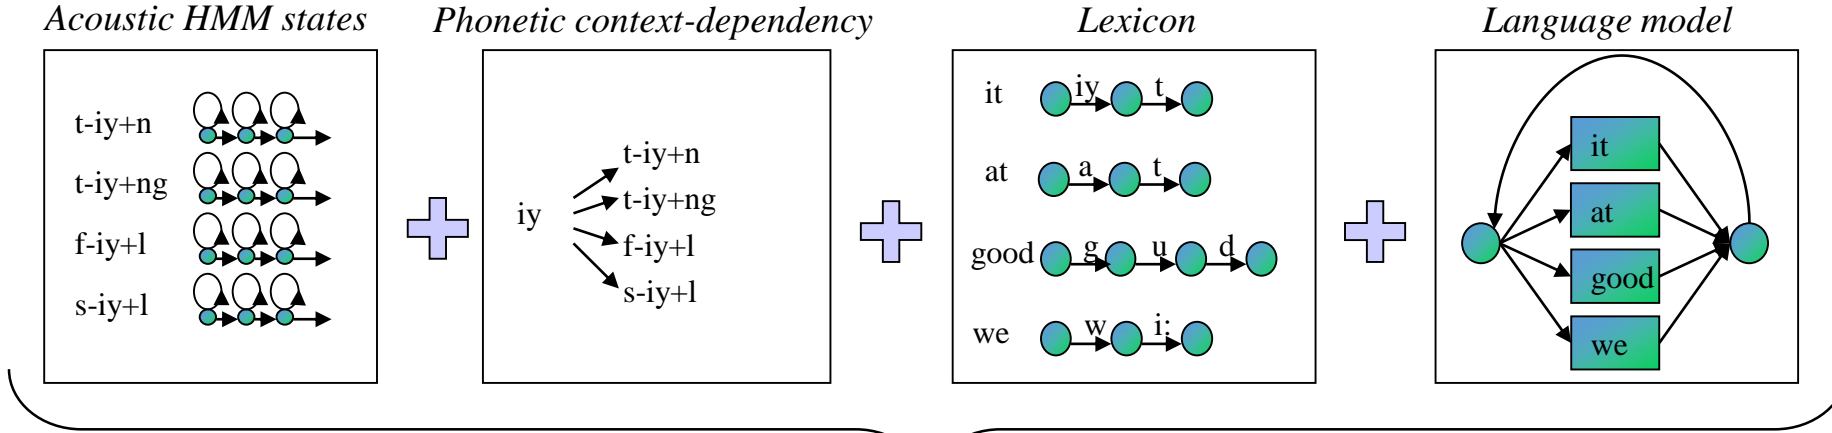 Acoustic HMM states
Phonetic context-dependency
Lexicon
Language model
t-iy+n
t-iy+ng
f-iy+l
s-iy+l
iy
t-iy+n
t-iy+ng
f-iy+l
s-iy+l
it iy t
at a t
good g u d
we w i:
it
at
good
we